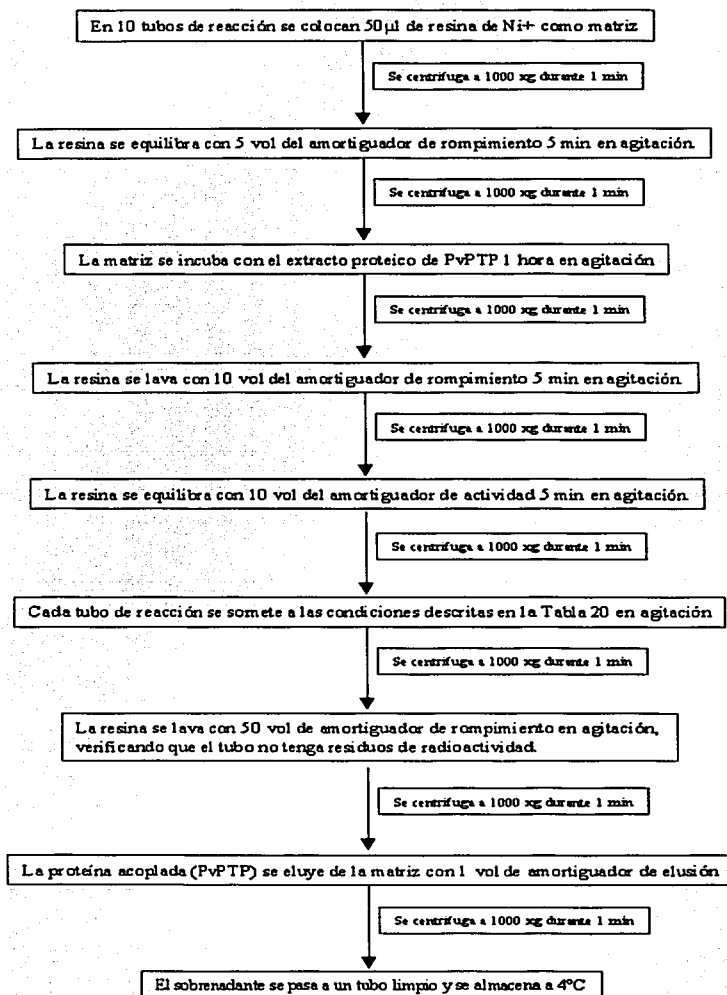 En 10 tubos de reacción se colocan 50µl de resina de Ni+ como matriz
Se centrifuga a 1000 xg durante 1 min
La resina se equilibra con 5 vol del amortiguador de rompimiento 5 min en agitación.
Se centrifuga a 1000 xg durante 1 min
La matriz se incuba con el extracto proteico de PvPTP 1 hora en agitación
Se centrifuga a 1000 xg durante 1 min
La resina se lava con 10 vol del amortiguador de rompimiento 5 min en agitación.
Se centrifuga a 1000 xg durante 1 min
La resina se equilibra con 10 vol del amortiguador de actividad 5 min en agitación.
Se centrifuga a 1000 xg durante 1 min
Cada tubo de reacción se somete a las condiciones descritas en la Tabla 20 en agitación
Se centrifuga a 1000 xg durante 1 min
La resina se lava con 50 vol de amortiguador de rompimiento en agitación,
verificando que el tubo no tenga residuos de radioactividad.
Se centrifuga a 1000 xg durante 1 min
La proteína acoplada (PvPTP) se eluye de la matriz con 1 vol de amortiguador de elusión
Se centrifuga a 1000 xg durante 1 min
El sobrenadante se pasa a un tubo limpio y se almacena a 4°C